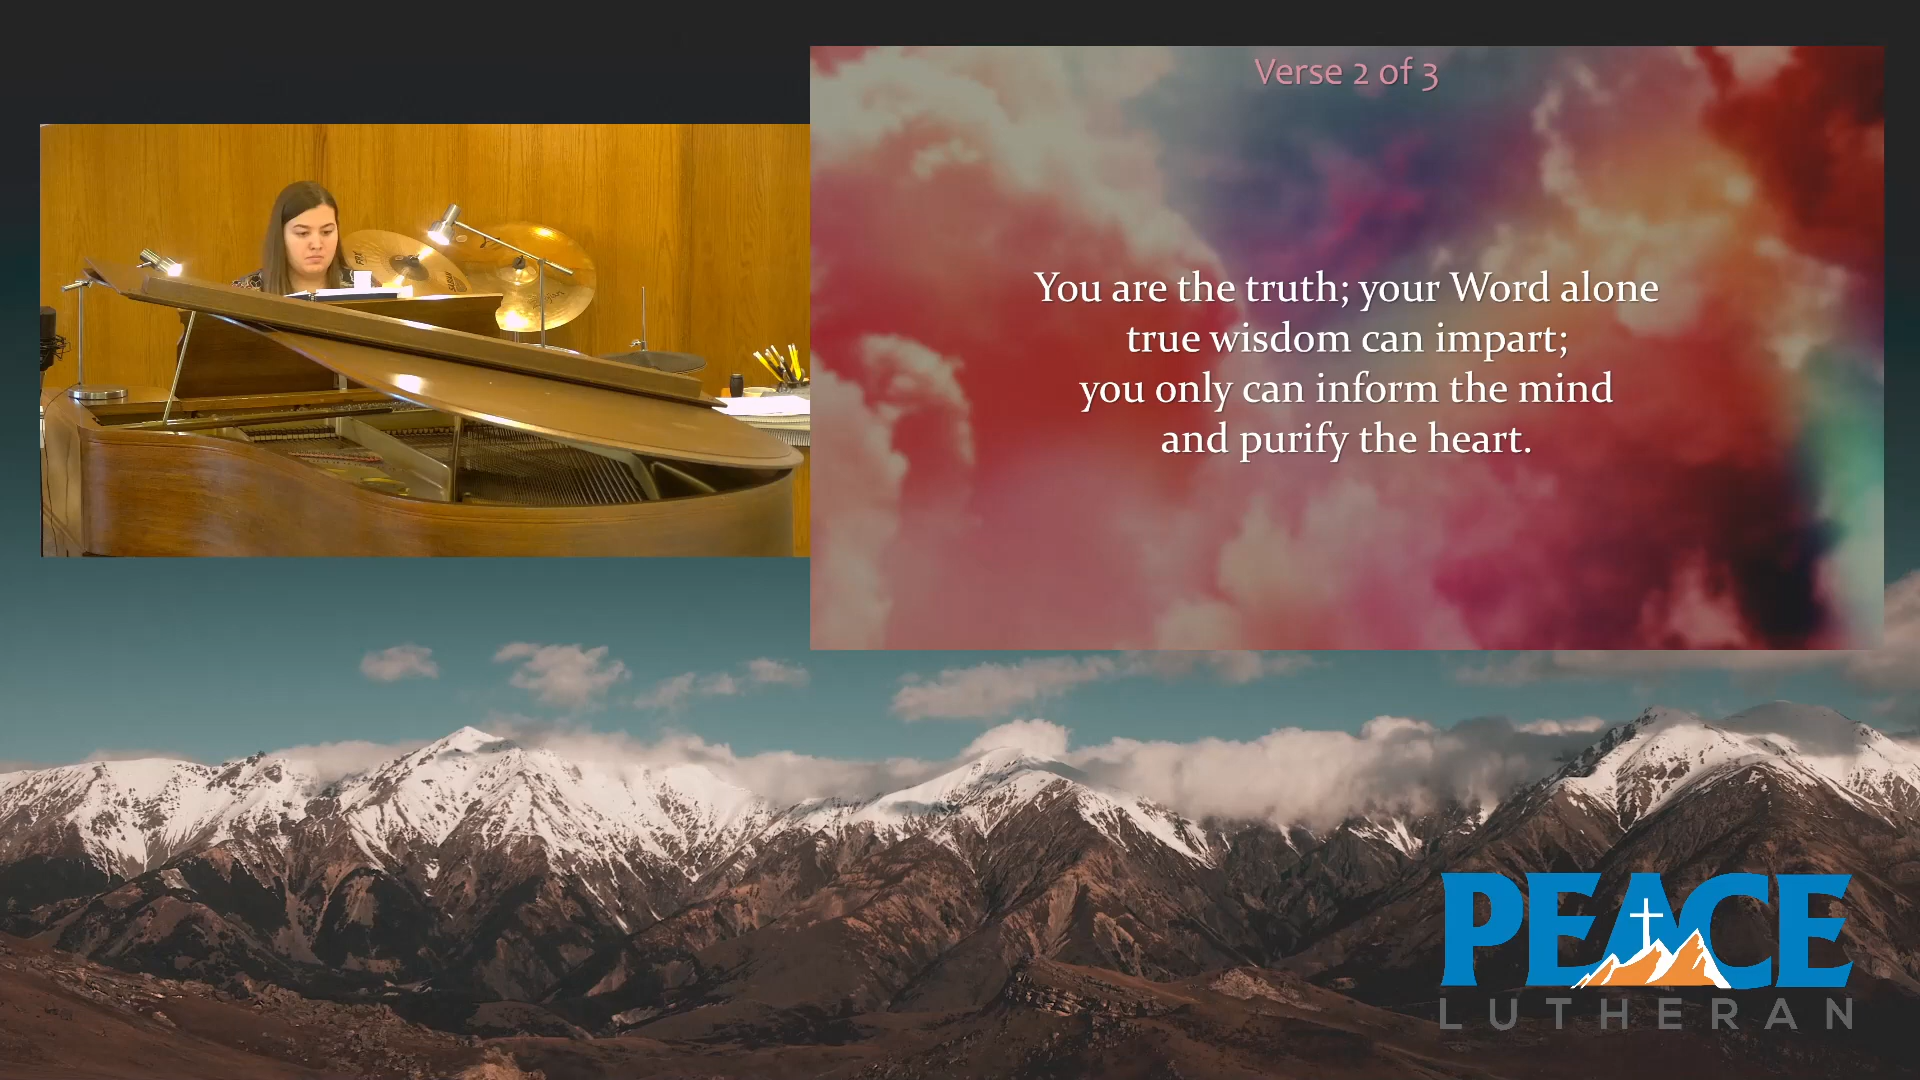 Verse 2 of 3
You are the truth; your Word alone
true wisdom can impart;
you only can inform the mind
and purify the heart.
PEACE
LUTHERAN